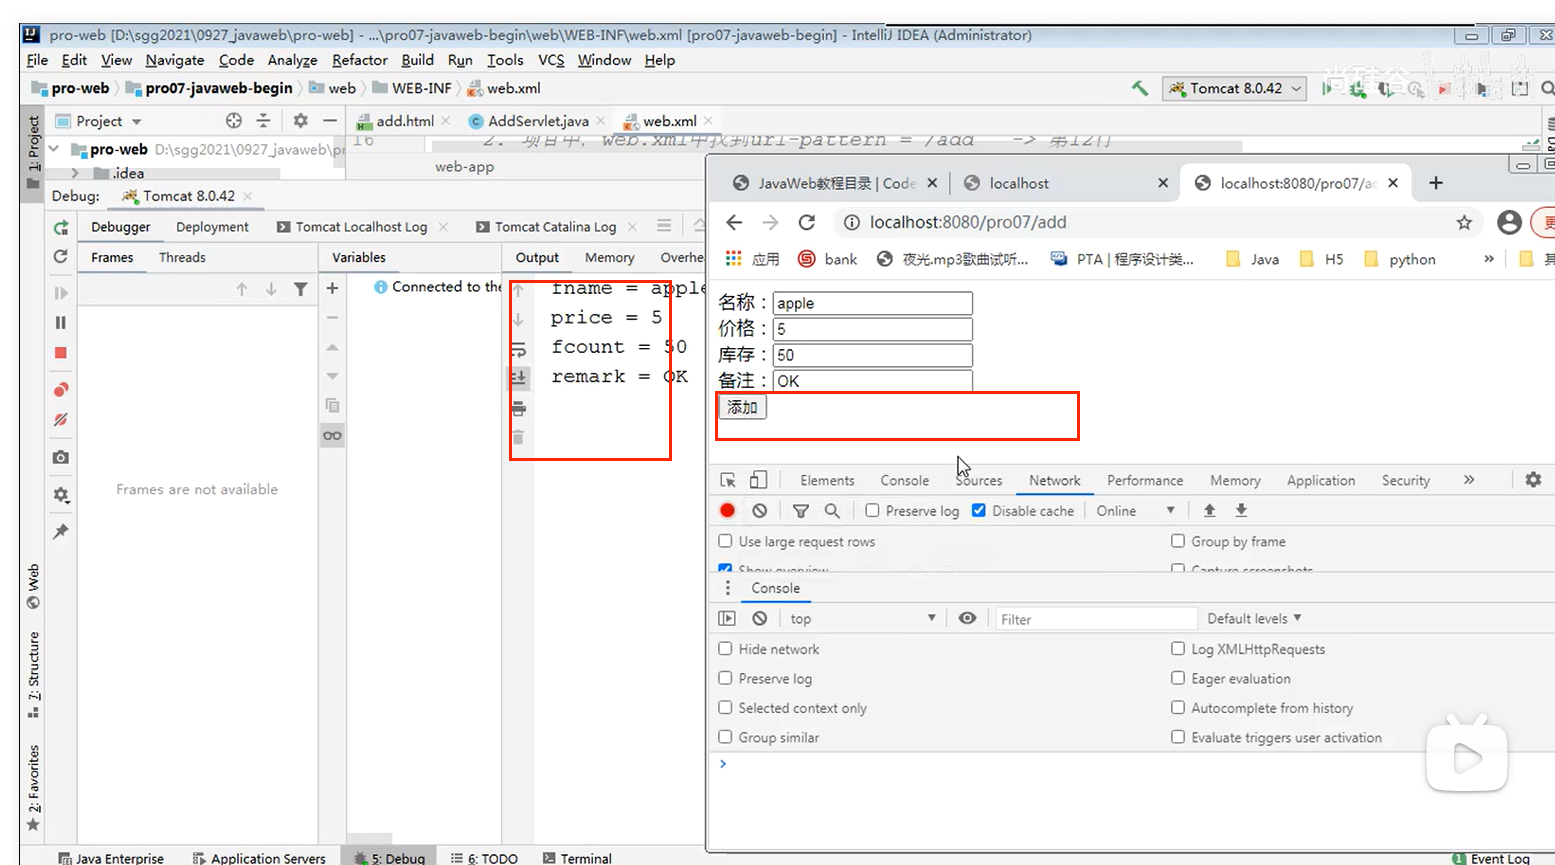 pro-web [D:\sgg2021\0927_javaweb\pro-web] - ...\pro07-javaweb-begin\web\WEB-INF\web.xml [pro07-javaweb-begin] - IntelliJ IDEA (Administrator)
File Edit View Navigate Code Analyze Refactor Build Run Tools VCS Window Help
pro-web pro07-javaweb-begin web WEB-INF web.xml Tomcat 8.0.42
尚硅谷
1: Project
Project add.html AddServlet.java web.xml
pro-web D:\sgg2021\0927_javaweb\pr
.idea
16 2. 项目中，web.xml中找到url-pattern = /add -> 第12行
web-app
Debug: Tomcat 8.0.42
Debugger Deployment Tomcat Localhost Log Tomcat Catalina Log
Frames Threads Variables Output Memory Overhe
Connected to the
Frames are not available
fname = apple
price = 5
fcount = 50
remark = OK
JavaWeb教程目录 | Code localhost localhost:8080/pro07/ac
localhost:8080/pro07/add
更
应用 bank 夜光.mp3歌曲试听... PTA | 程序设计类... Java H5 python » 其
名称：apple
价格：5
库存：50
备注：OK
添加
Elements Console Sources Network Performance Memory Application Security »
Preserve log Disable cache Online
Use large request rows Group by frame
Show overview Capture screenshots
Console
top Filter Default levels
Hide network Log XMLHttpRequests
Preserve log Eager evaluation
Selected context only Autocomplete from history
Group similar Evaluate triggers user activation
Web
7: Structure
2: Favorites
Java Enterprise Application Servers 5: Debug 6: TODO Terminal 1 Event Log